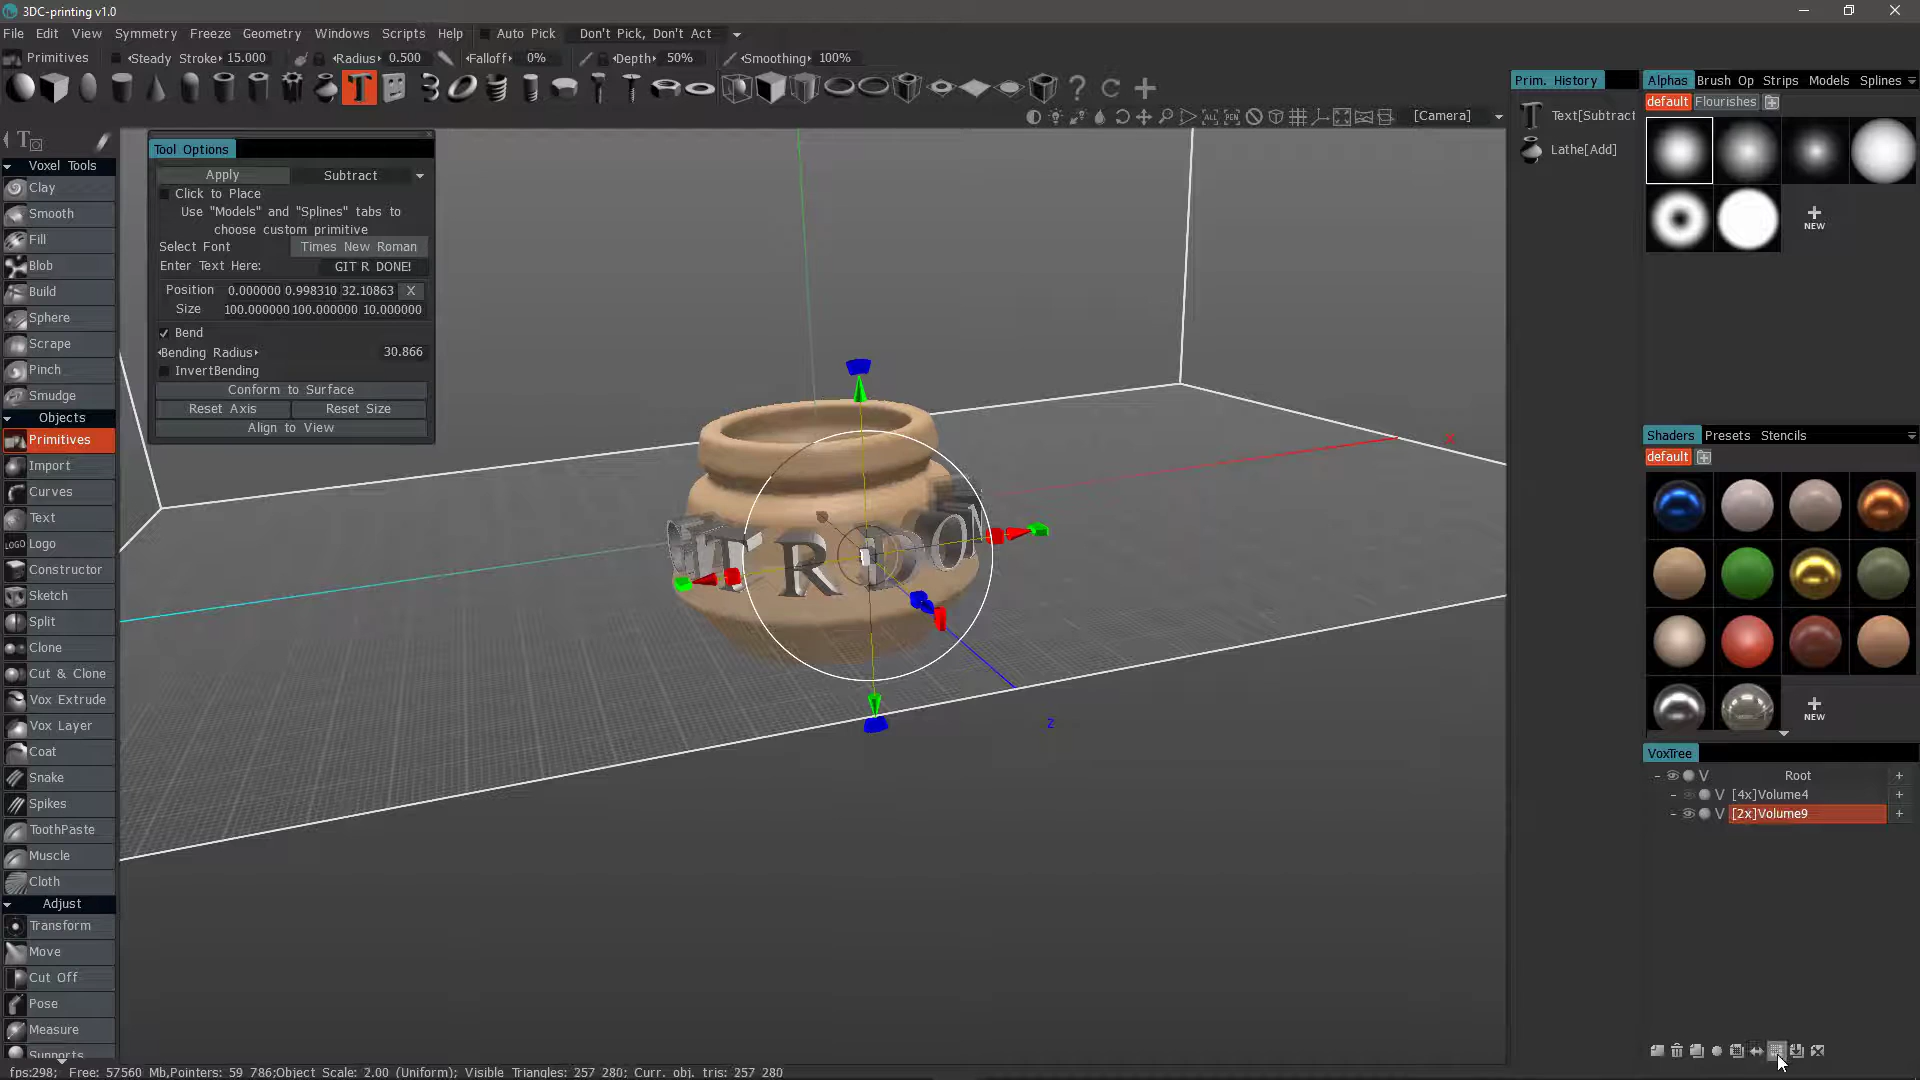 3DC-printing v1.0
File Edit View Symmetry Freeze Geometry Windows Scripts Help Auto Pick Don't Pick, Don't Act
Primitives Steady Stroke 15.000 Radius 0.500 Falloff 0% Depth 50% Smoothing 100%
Prim. History
Text[Subtract
Lathe[Add]
Alphas Brush Op Strips Models Splines
default Flourishes
NEW
[Camera]
Voxel Tools
Clay
Smooth
Fill
Blob
Build
Sphere
Scrape
Pinch
Smudge
Objects
Primitives
Import
Curves
Text
LOGO Logo
Constructor
Sketch
Split
Clone
Cut & Clone
Vox Extrude
Vox Layer
Coat
Snake
Spikes
ToothPaste
Muscle
Cloth
Adjust
Transform
Move
Cut Off
Pose
Measure
Supports
Tool Options
Apply Subtract
Click to Place
Use "Models" and "Splines" tabs to
choose custom primitive
Select Font Times New Roman
Enter Text Here: GIT R DONE!
Position 0.000000 0.998310 32.10863 X
Size 100.000000 100.000000 10.000000
Bend
Bending Radius 30.866
InvertBending
Conform to Surface
Reset Axis Reset Size
Align to View
GIT R DON
X
Z
Shaders Presets Stencils
default
NEW
VoxTree
V Root +
V [4x]Volume4 +
V [2x]Volume9 +
fps:298; Free: 57560 Mb,Pointers: 59 786;Object Scale: 2.00 (Uniform); Visible Triangles: 257 280; Curr. obj. tris: 257 280